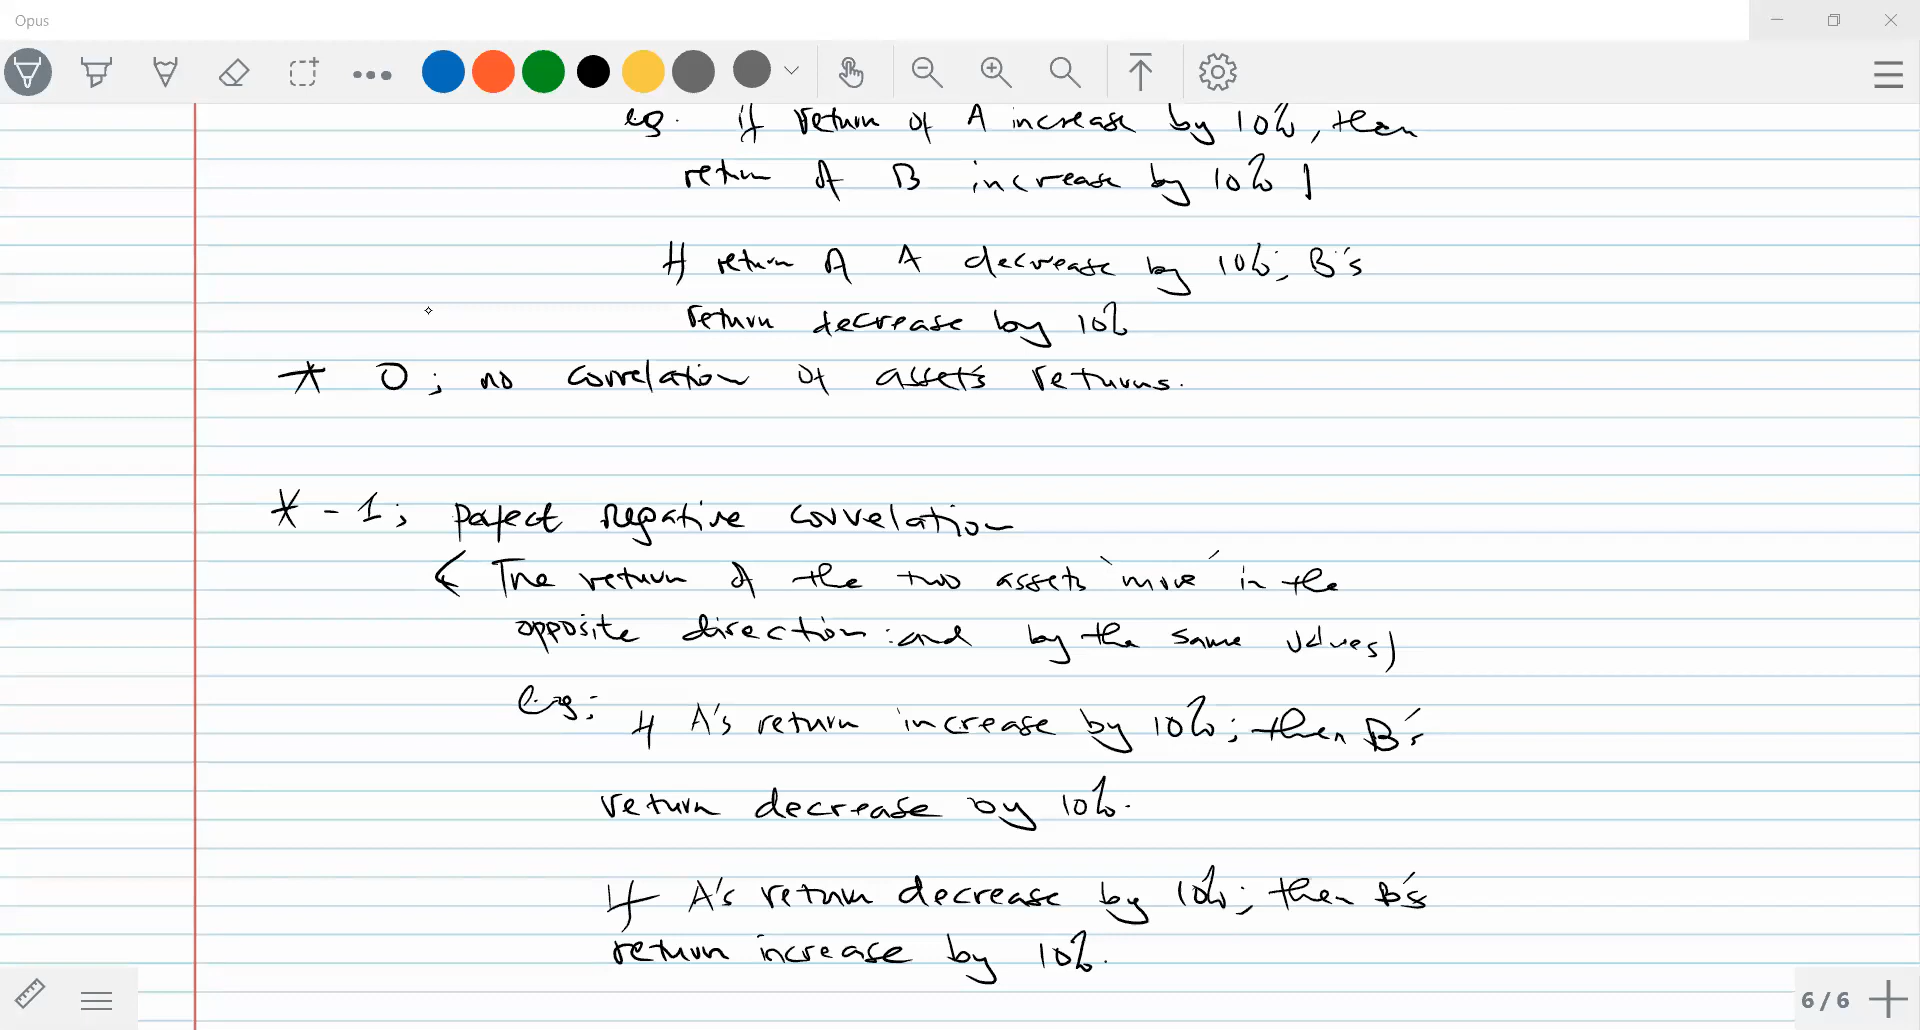 Opus
eg. if return of A increase by 10%, then
return of B increase by 10%
If return of A decrease by 10%; B's
return decrease by 10%
* 0; no correlation of assets returns.
* -1; perfect negative correlation
( The return of the two assets 'move' in the
opposite direction: and by the same values)
eg: If A's return increase by 10%; then B's
return decrease by 10%.
If A's return decrease by 10%; then B's
return increase by 10%.
6/6